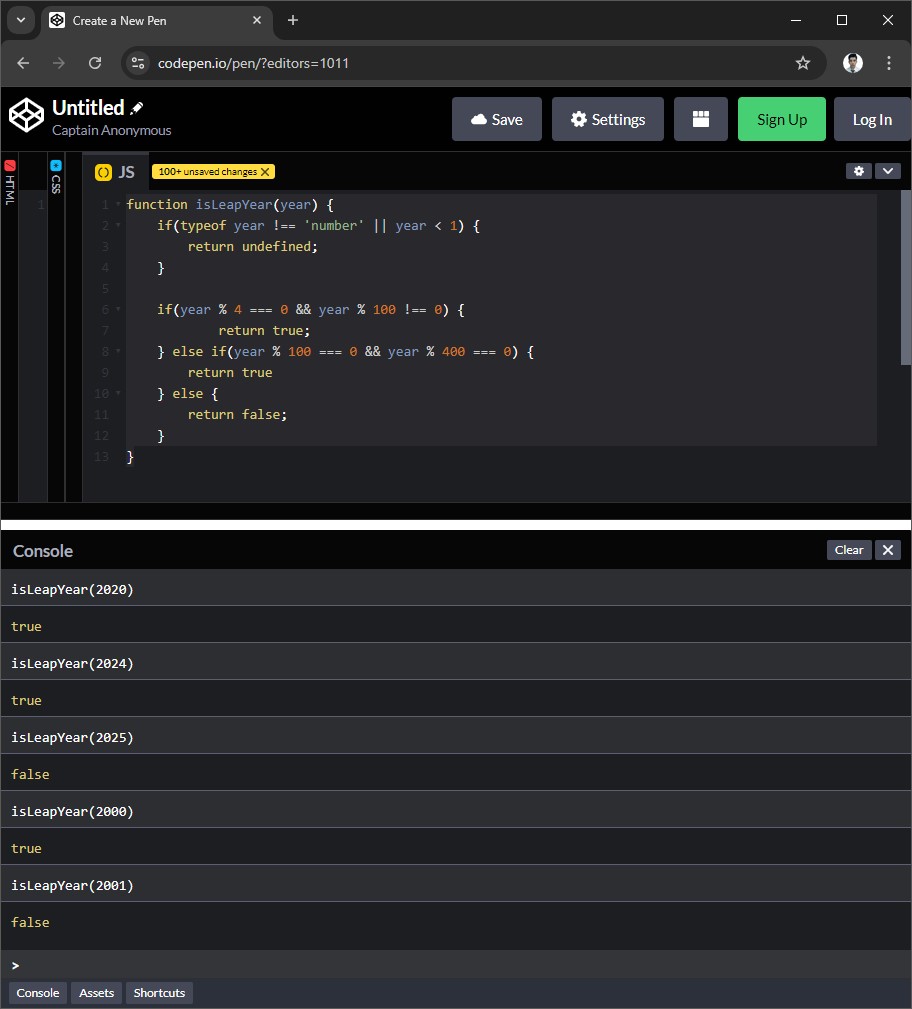 Create a New Pen
codepen.io/pen/?editors=1011
Untitled
Captain Anonymous
Save
Settings
Sign Up
Log In
HTML
1
CSS
JS
100+ unsaved changes X
1 function isLeapYear(year) {
2     if(typeof year !== 'number' || year < 1) {
3         return undefined;
4     }
5
6     if(year % 4 === 0 && year % 100 !== 0) {
7             return true;
8     } else if(year % 100 === 0 && year % 400 === 0) {
9         return true
10     } else {
11         return false;
12     }
13 }
Console
Clear
isLeapYear(2020)
true
isLeapYear(2024)
true
isLeapYear(2025)
false
isLeapYear(2000)
true
isLeapYear(2001)
false
>
Console
Assets
Shortcuts